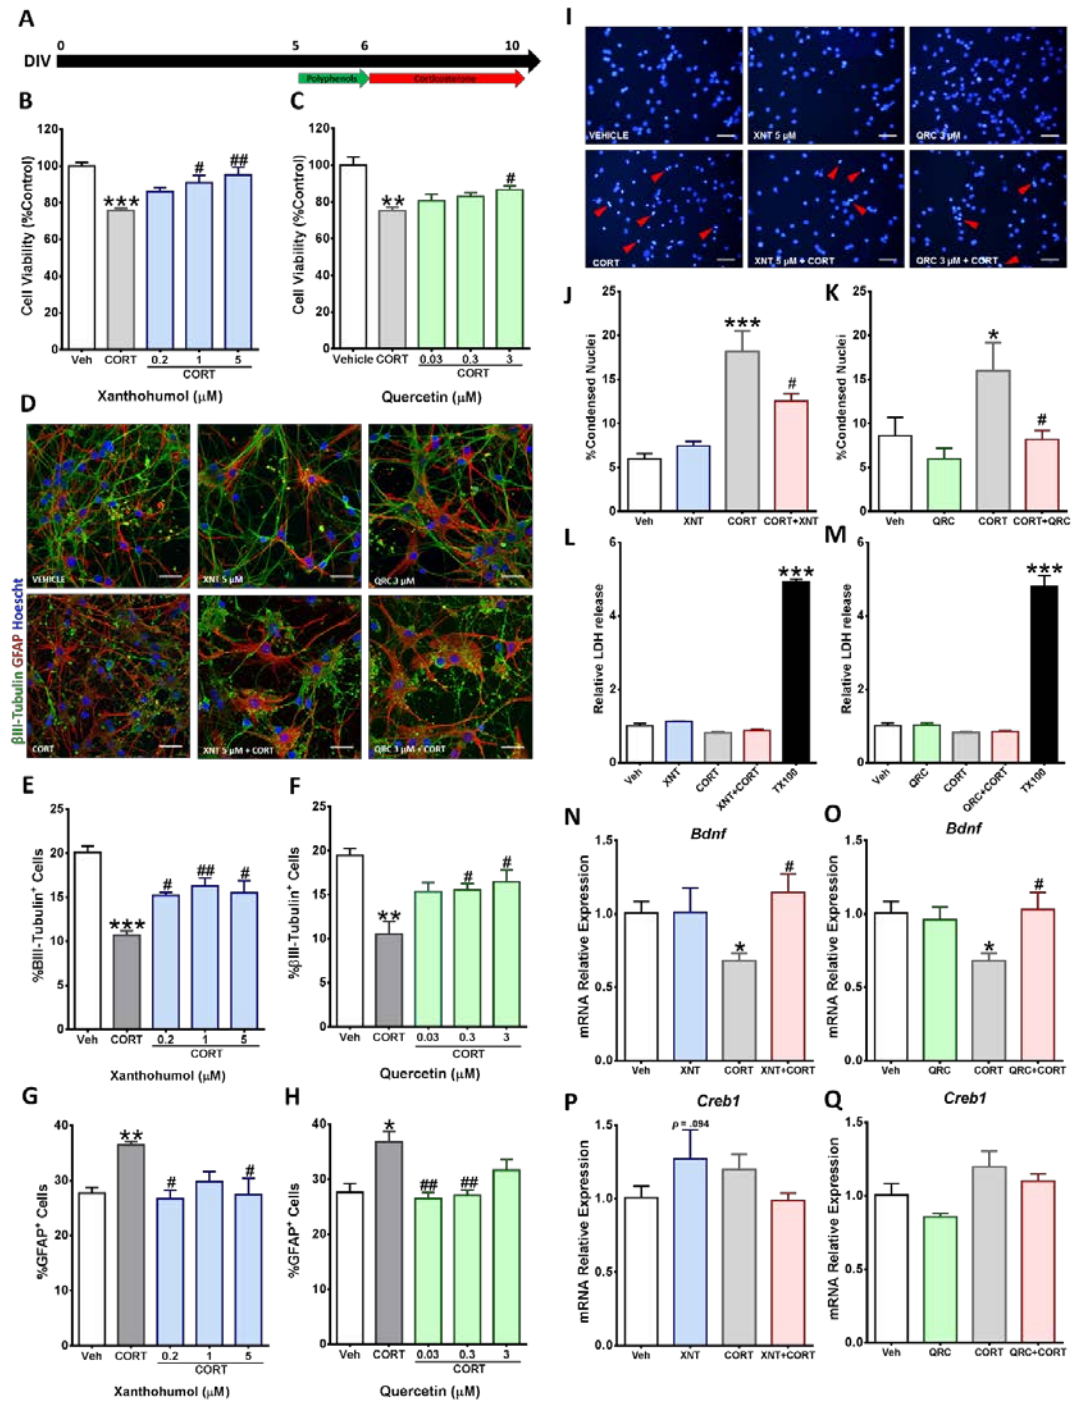 A
0 5 6 10
DIV
Polyphenols Corticosterone
B
Cell Viability (%Control)
120
100
80
60
40
20
0
***
#
##
Veh CORT 0.2 1 5
CORT
Xanthohumol (μM)
C
Cell Viability (%Control)
120
100
80
60
40
20
0
**
#
Vehicle CORT 0.03 0.3 3
CORT
Quercetin (μM)
D
βIII-Tubulin GFAP Hoescht
VEHICLE
XNT 5 μM
QRC 3 μM
CORT
XNT 5 μM + CORT
QRC 3 μM + CORT
E
%BIII-Tubulin+ Cells
25
20
15
10
5
0
***
#
##
#
Veh CORT 0.2 1 5
CORT
Xanthohumol (μM)
F
%βIII-Tubulin+ Cells
25
20
15
10
5
0
**
#
#
Veh CORT 0.03 0.3 3
CORT
Quercetin (μM)
G
%GFAP+ Cells
40
30
20
10
0
**
#
#
Veh CORT 0.2 1 5
CORT
Xanthohumol (μM)
H
%GFAP+ Cells
40
30
20
10
0
*
##
##
Veh CORT 0.03 0.3 3
CORT
Quercetin (μM)
I
VEHICLE
XNT 5 μM
QRC 3 μM
CORT
XNT 5 μM + CORT
QRC 3 μM + CORT
J
%Condensed Nuclei
25
20
15
10
5
0
***
#
Veh XNT CORT CORT+XNT
K
%Condensed Nuclei
25
20
15
10
5
0
*
#
Veh QRC CORT CORT+QRC
L
Relative LDH release
6
4
2
0
***
Veh XNT CORT XNT+CORT TX100
M
Relative LDH release
6
4
2
0
***
Veh QRC CORT QRC+CORT TX100
N
Bdnf
mRNA Relative Expression
1.5
1.0
0.5
0.0
*
#
Veh XNT CORT XNT+CORT
O
Bdnf
mRNA Relative Expression
1.5
1.0
0.5
0.0
*
#
Veh QRC CORT QRC+CORT
P
Creb1
mRNA Relative Expression
1.5
1.0
0.5
0.0
p = .094
Veh XNT CORT XNT+CORT
Q
Creb1
mRNA Relative Expression
1.5
1.0
0.5
0.0
Veh QRC CORT QRC+CORT